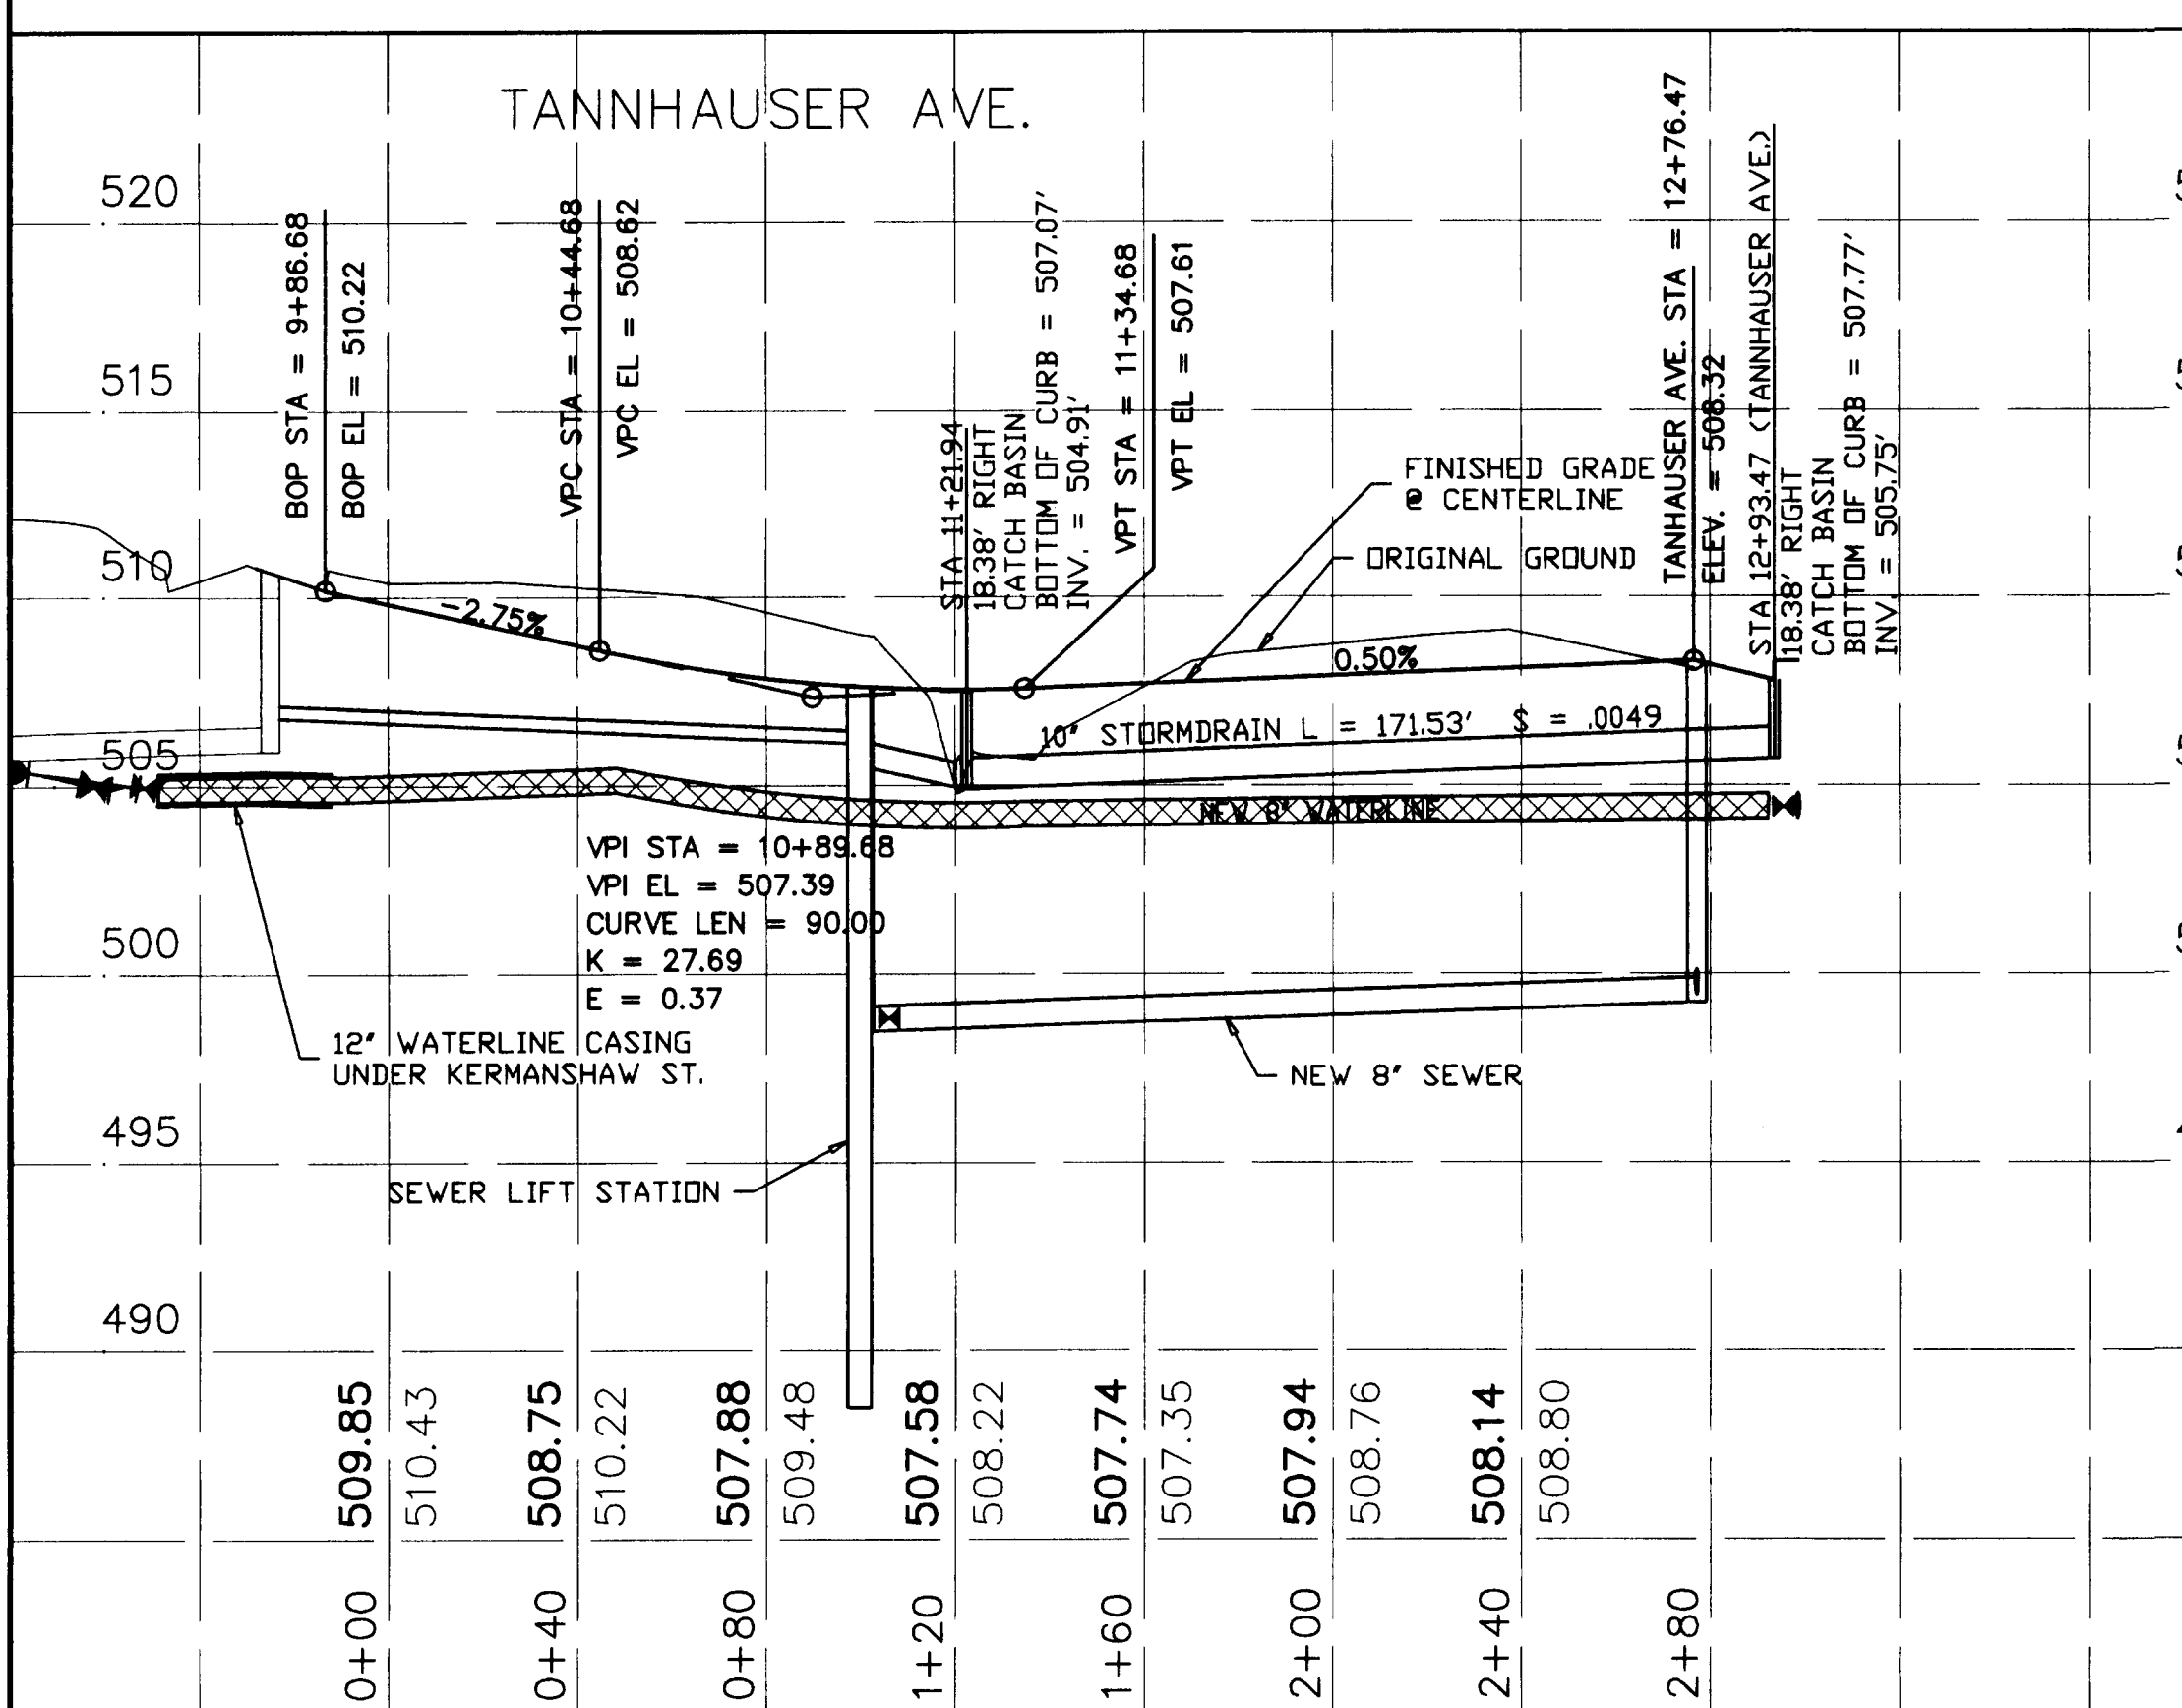 TANNHAUSER AVE.
520
515
510
505
500
495
490
BOP STA = 9+86.68
BOP EL = 510.22
VPC STA = 10+44.68
VPC EL = 508.62
STA 11+21.94
18.38' RIGHT
CATCH BASIN
BOTTOM OF CURB = 507.07'
INV. = 504.91'
VPT STA = 11+34.68
VPT EL = 507.61
FINISHED GRADE
@ CENTERLINE
ORIGINAL GROUND
TANHAUSER AVE. STA = 12+76.47
ELEV. = 508.32
STA 12+93.47 (TANNHAUSER AVE.)
18.38' RIGHT
CATCH BASIN
BOTTOM OF CURB = 507.77'
INV. = 505.75'
-2.75%
0.50%
10" STORMDRAIN L = 171.53' S = .0049
NEW 8" WATERLINE
VPI STA = 10+89.68
VPI EL = 507.39
CURVE LEN = 90.00
K = 27.69
E = 0.37
12" WATERLINE CASING
UNDER KERMANSHAW ST.
NEW 8" SEWER
SEWER LIFT STATION
509.85
510.43
508.75
510.22
507.88
509.48
507.58
508.22
507.74
507.35
507.94
508.76
508.14
508.80
0+00
0+40
0+80
1+20
1+60
2+00
2+40
2+80